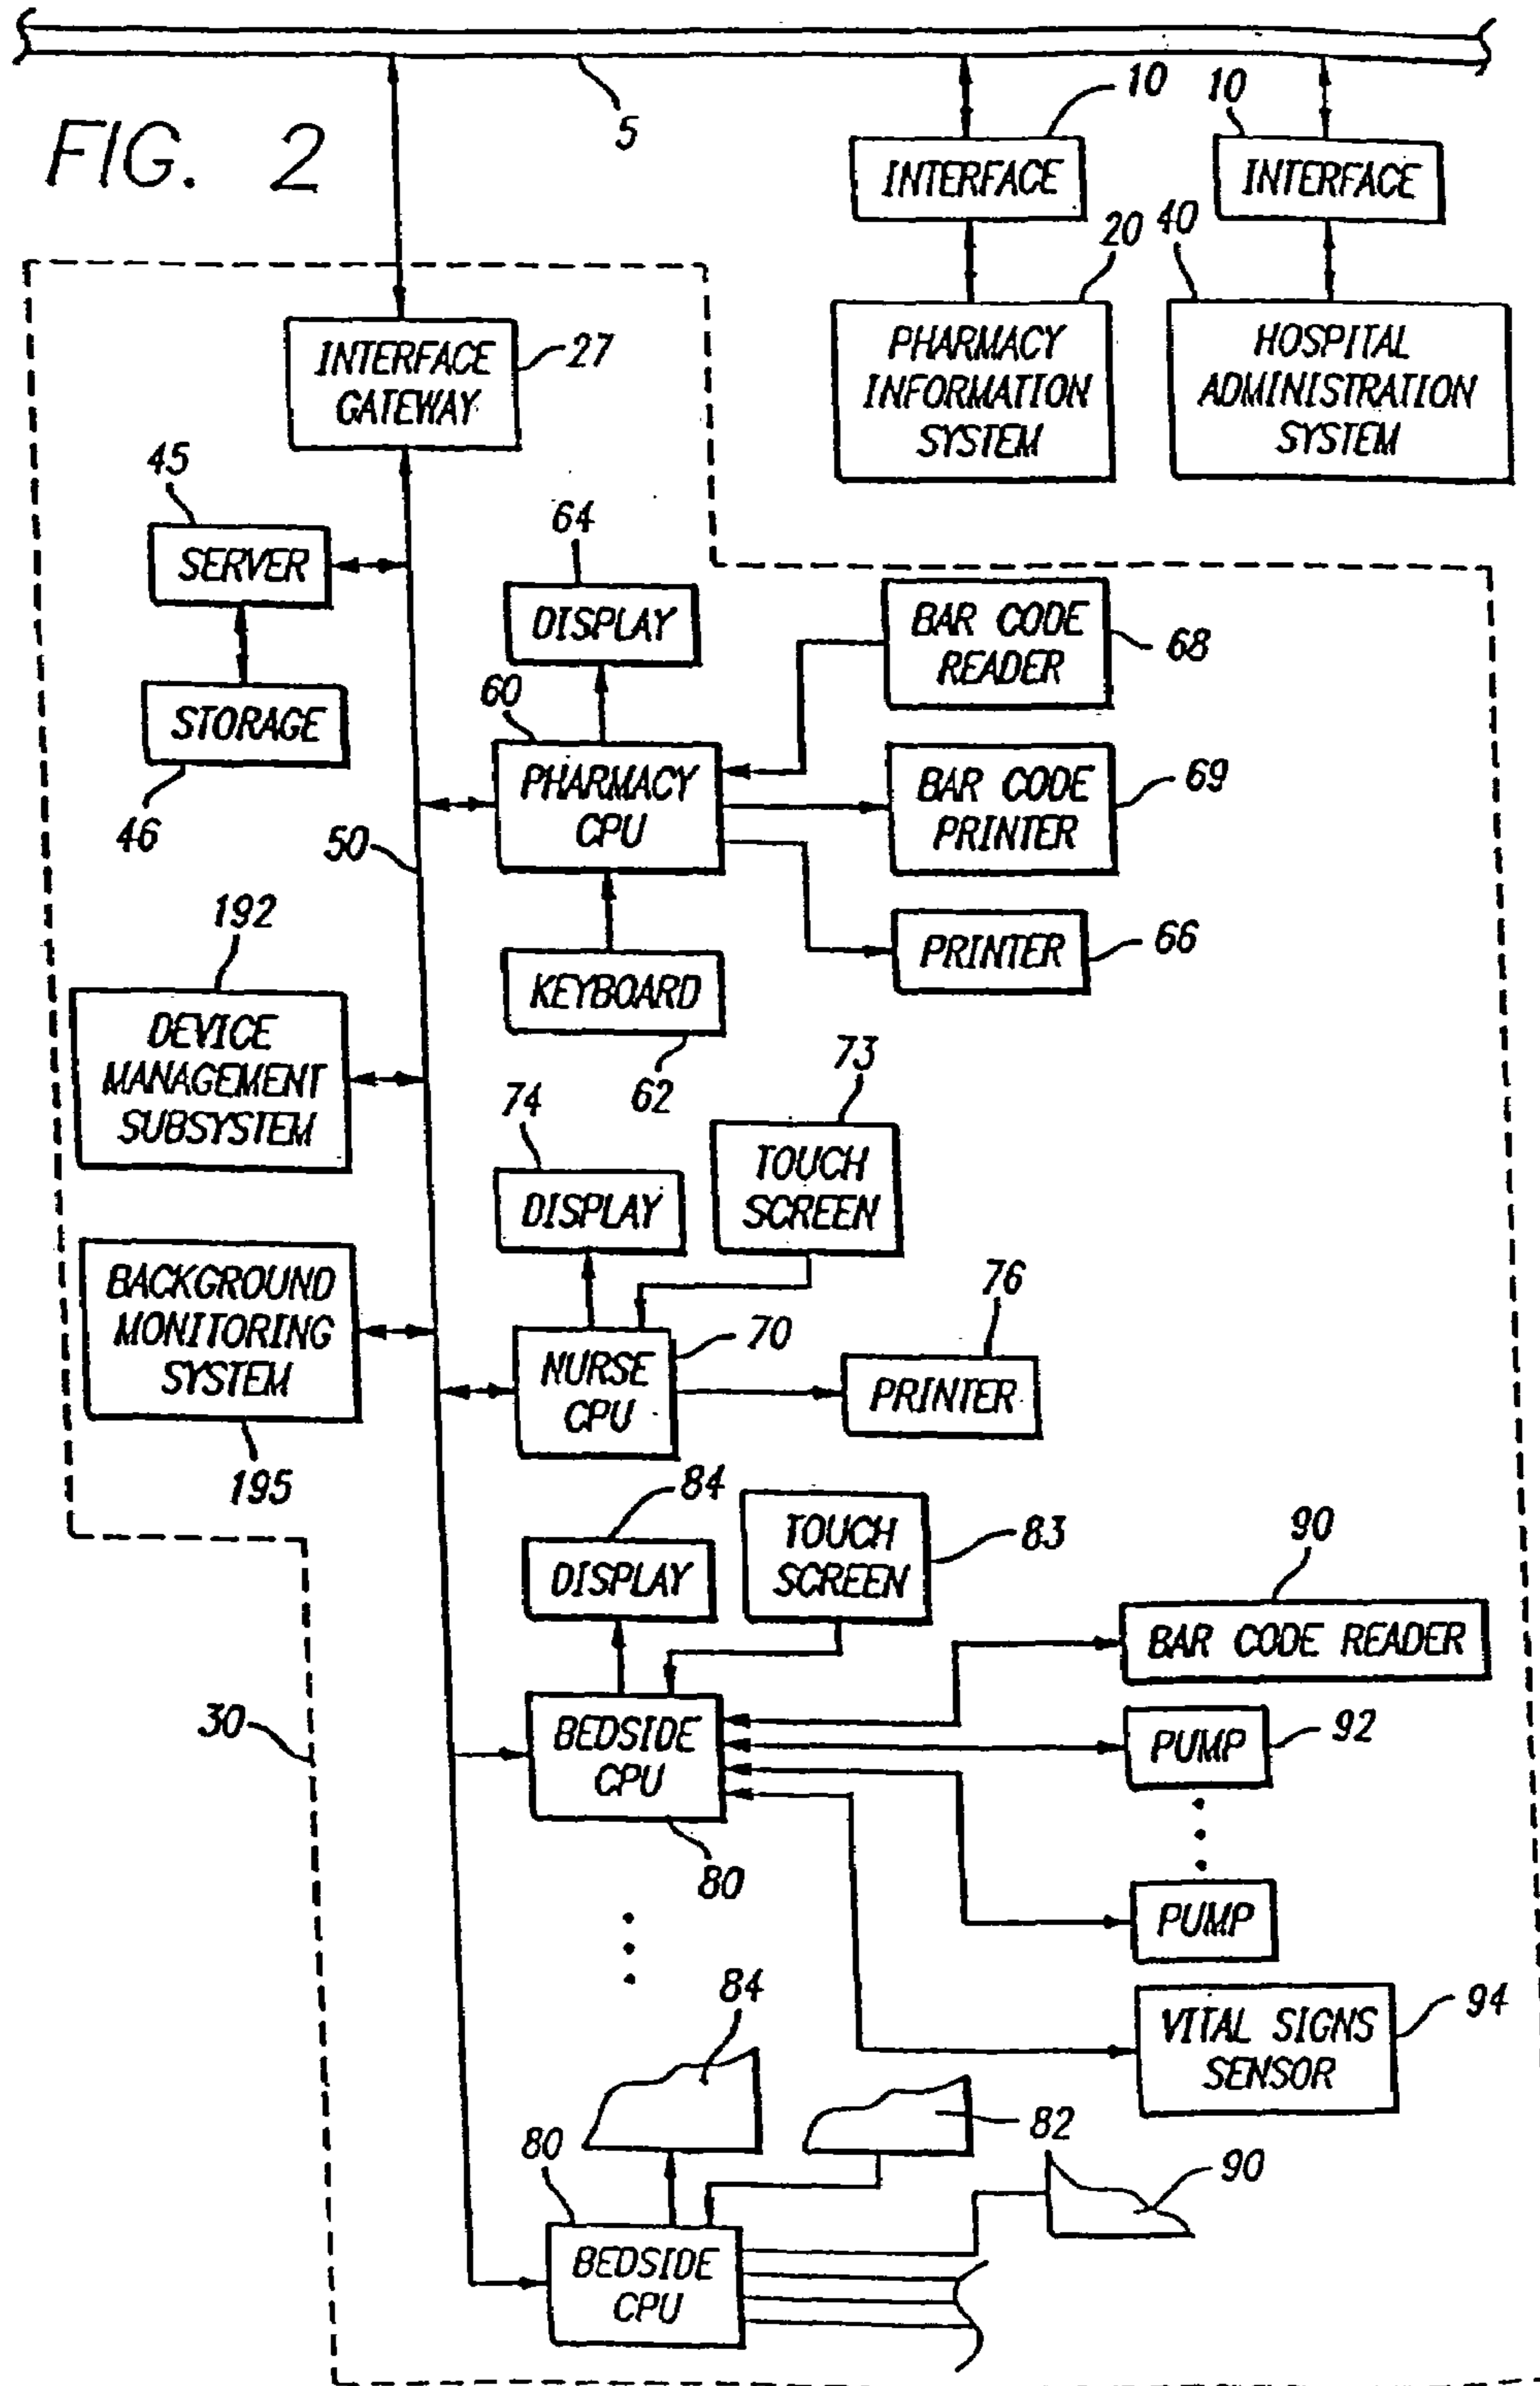 FIG. 2
5
10
10
INTERFACE
INTERFACE
20
40
PHARMACY
INFORMATION
SYSTEM
HOSPITAL
ADMINISTRATION
SYSTEM
INTERFACE
GATEWAY
27
45
SERVER
STORAGE
46
64
DISPLAY
60
PHARMACY
CPU
50
BAR CODE
READER
68
BAR CODE
PRINTER
69
PRINTER
66
KEYBOARD
62
192
DEVICE
MANAGEMENT
SUBSYSTEM
BACKGROUND
MONITORING
SYSTEM
195
74
DISPLAY
73
TOUCH
SCREEN
NURSE
CPU
70
76
PRINTER
84
DISPLAY
TOUCH
SCREEN
83
30
BEDSIDE
CPU
80
90
BAR CODE READER
PUMP
92
PUMP
VITAL SIGNS
SENSOR
94
84
82
90
80
BEDSIDE
CPU